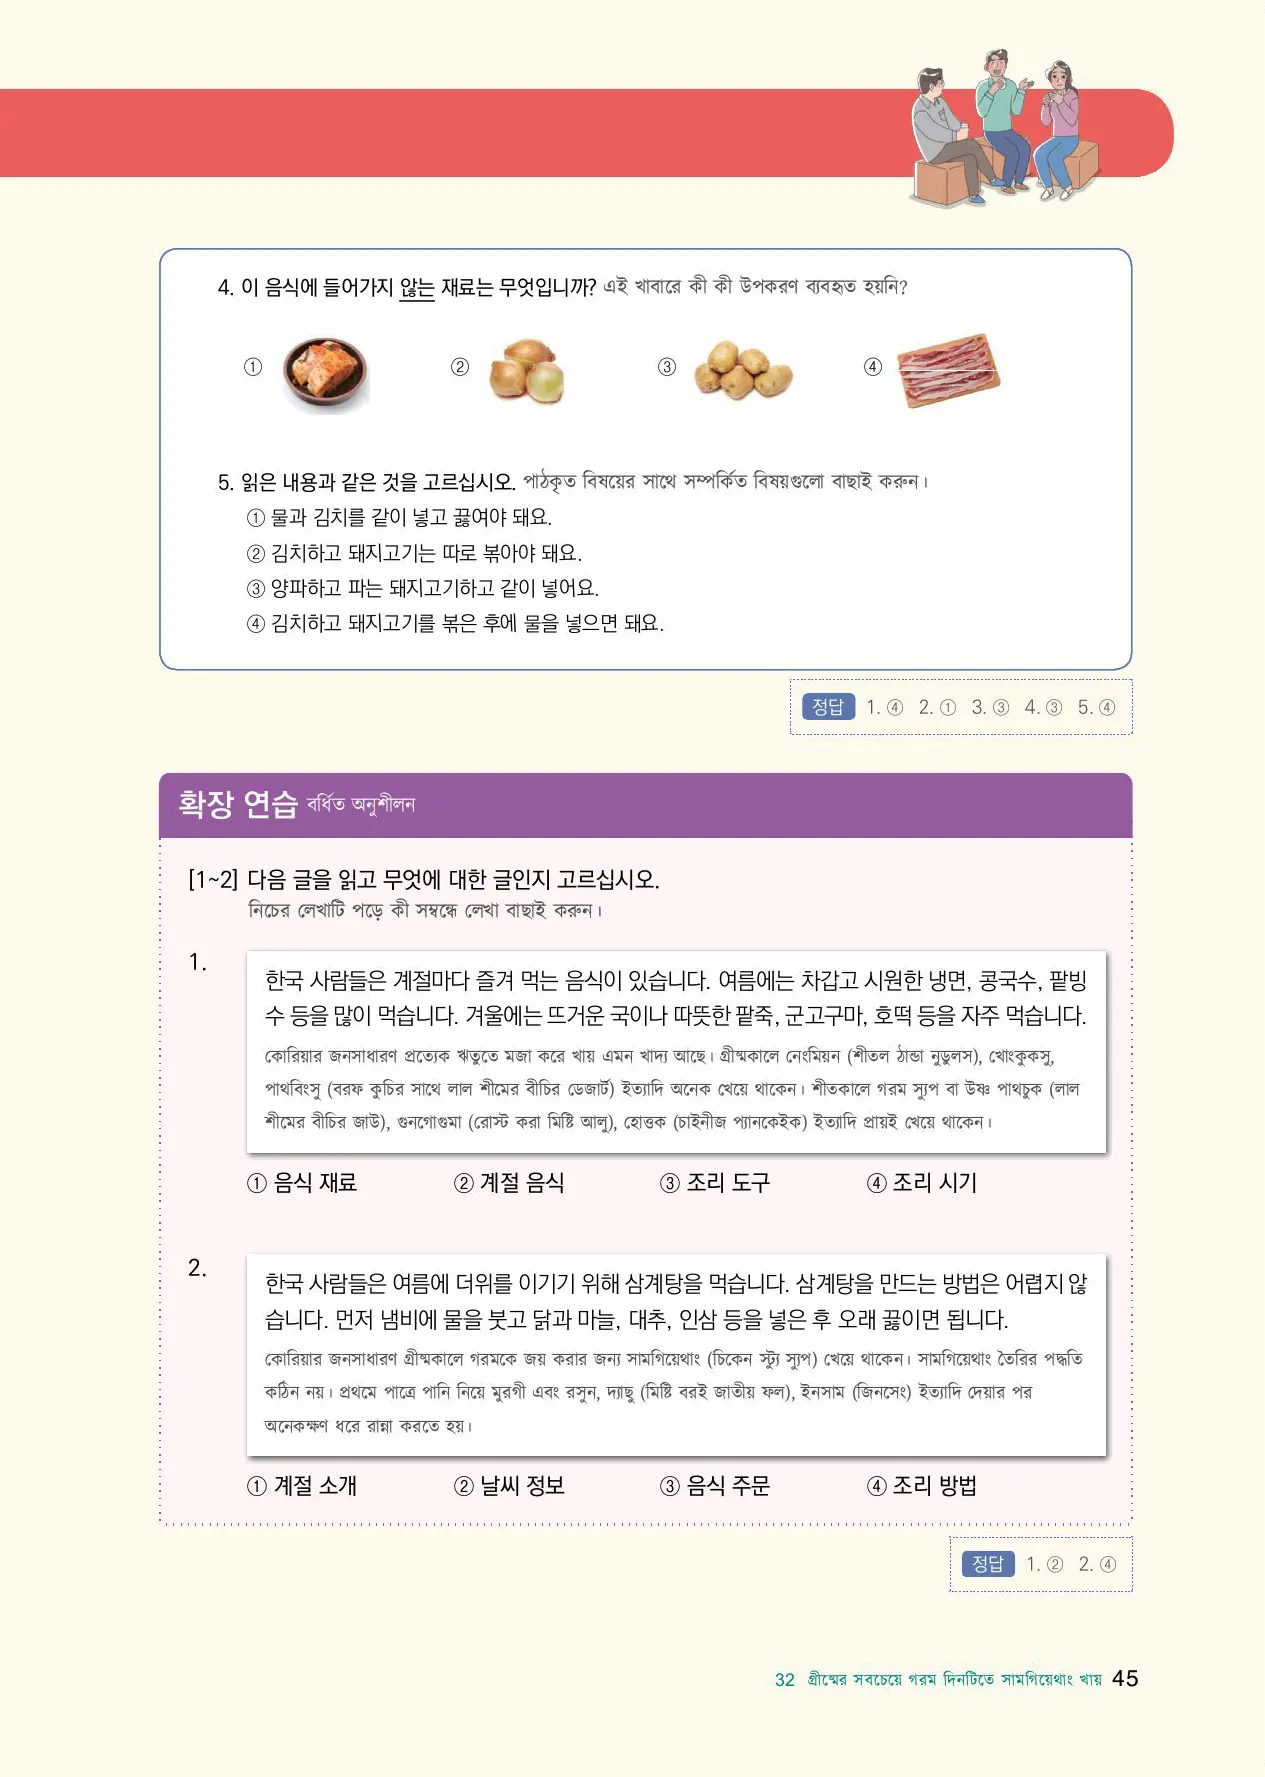 4. 이 음식에 들어가지 않는 재료는 무엇입니까? এই খাবারে কী কী উপকরণ ব্যবহৃত হয়নি?
① ② ③ ④
5. 읽은 내용과 같은 것을 고르십시오. পাঠকৃত বিষয়ের সাথে সম্পর্কিত বিষয়গুলো বাছাই করুন।
① 물과 김치를 같이 넣고 끓여야 돼요.
② 김치하고 돼지고기는 따로 볶아야 돼요.
③ 양파하고 파는 돼지고기하고 같이 넣어요.
④ 김치하고 돼지고기를 볶은 후에 물을 넣으면 돼요.
정답 1. ④ 2. ① 3. ③ 4. ③ 5. ④
확장 연습 বর্ধিত অনুশীলন
[1~2] 다음 글을 읽고 무엇에 대한 글인지 고르십시오.
নিচের লেখাটি পড়ে কী সম্বন্ধে লেখা বাছাই করুন।
1.
한국 사람들은 계절마다 즐겨 먹는 음식이 있습니다. 여름에는 차갑고 시원한 냉면, 콩국수, 팥빙
수 등을 많이 먹습니다. 겨울에는 뜨거운 국이나 따뜻한 팥죽, 군고구마, 호떡 등을 자주 먹습니다.
কোরিয়ার জনসাধারণ প্রত্যেক ঋতুতে মজা করে খায় এমন খাদ্য আছে। গ্রীষ্মকালে নেংমিয়ন (শীতল ঠান্ডা নুডুলস), খোংকুকসু,
পাথবিংসু (বরফ কুচির সাথে লাল শীমের বীচির ডেজার্ট) ইত্যাদি অনেক খেয়ে থাকেন। শীতকালে গরম স্যুপ বা উষ্ণ পাথচুক (লাল
শীমের বীচির জাউ), গুনগোগুমা (রোস্ট করা মিষ্টি আলু), হোত্তক (চাইনীজ প্যানকেইক) ইত্যাদি প্রায়ই খেয়ে থাকেন।
① 음식 재료 ② 계절 음식 ③ 조리 도구 ④ 조리 시기
2.
한국 사람들은 여름에 더위를 이기기 위해 삼계탕을 먹습니다. 삼계탕을 만드는 방법은 어렵지 않
습니다. 먼저 냄비에 물을 붓고 닭과 마늘, 대추, 인삼 등을 넣은 후 오래 끓이면 됩니다.
কোরিয়ার জনসাধারণ গ্রীষ্মকালে গরমকে জয় করার জন্য সামগিয়েথাং (চিকেন স্ট্যু স্যুপ) খেয়ে থাকেন। সামগিয়েথাং তৈরির পদ্ধতি
কঠিন নয়। প্রথমে পাত্রে পানি নিয়ে মুরগী এবং রসুন, দ্যাছু (মিষ্টি বরই জাতীয় ফল), ইনসাম (জিনসেং) ইত্যাদি দেয়ার পর
অনেকক্ষণ ধরে রান্না করতে হয়।
① 계절 소개 ② 날씨 정보 ③ 음식 주문 ④ 조리 방법
정답 1. ② 2. ④
32 গ্রীষ্মের সবচেয়ে গরম দিনটিতে সামগিয়েথাং খায় 45